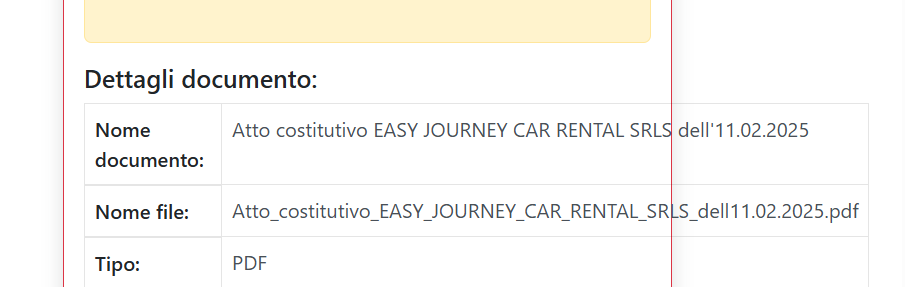 Dettagli documento:
Nome documento: Atto costitutivo EASY JOURNEY CAR RENTAL SRLS dell'11.02.2025
Nome file: Atto_costitutivo_EASY_JOURNEY_CAR_RENTAL_SRLS_dell11.02.2025.pdf
Tipo: PDF